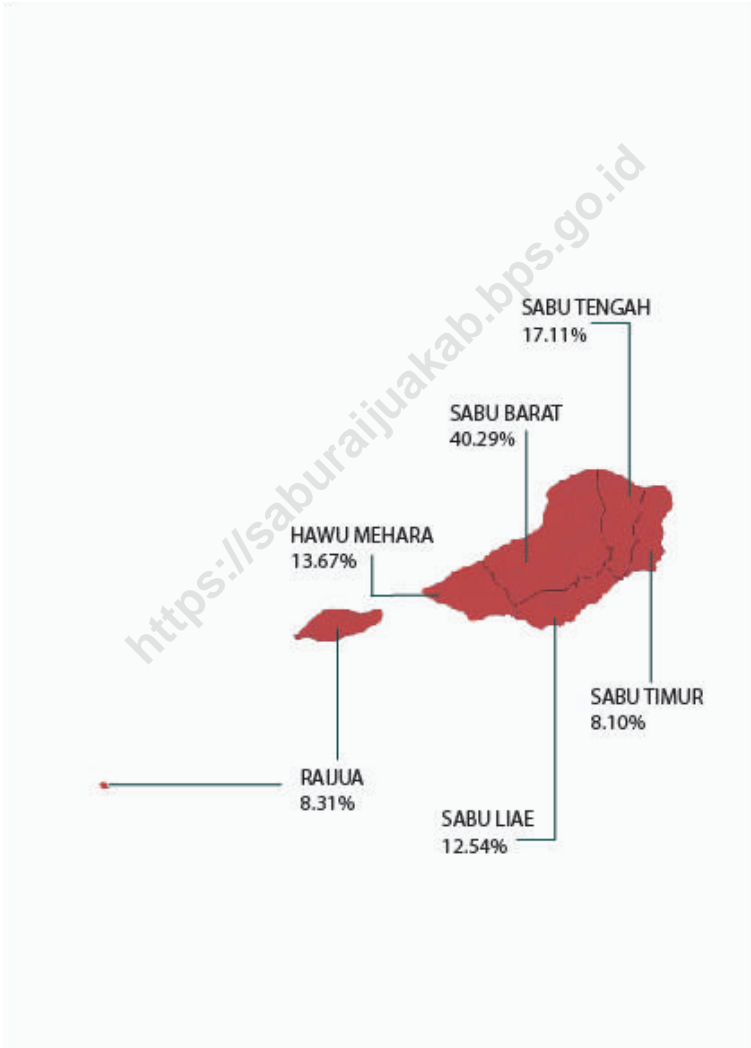 https://saburaijuakab.bps.go.id
SABU TENGAH
17.11%
SABU BARAT
40.29%
HAWU MEHARA
13.67%
SABU TIMUR
8.10%
RAIJUA
8.31%
SABU LIAE
12.54%